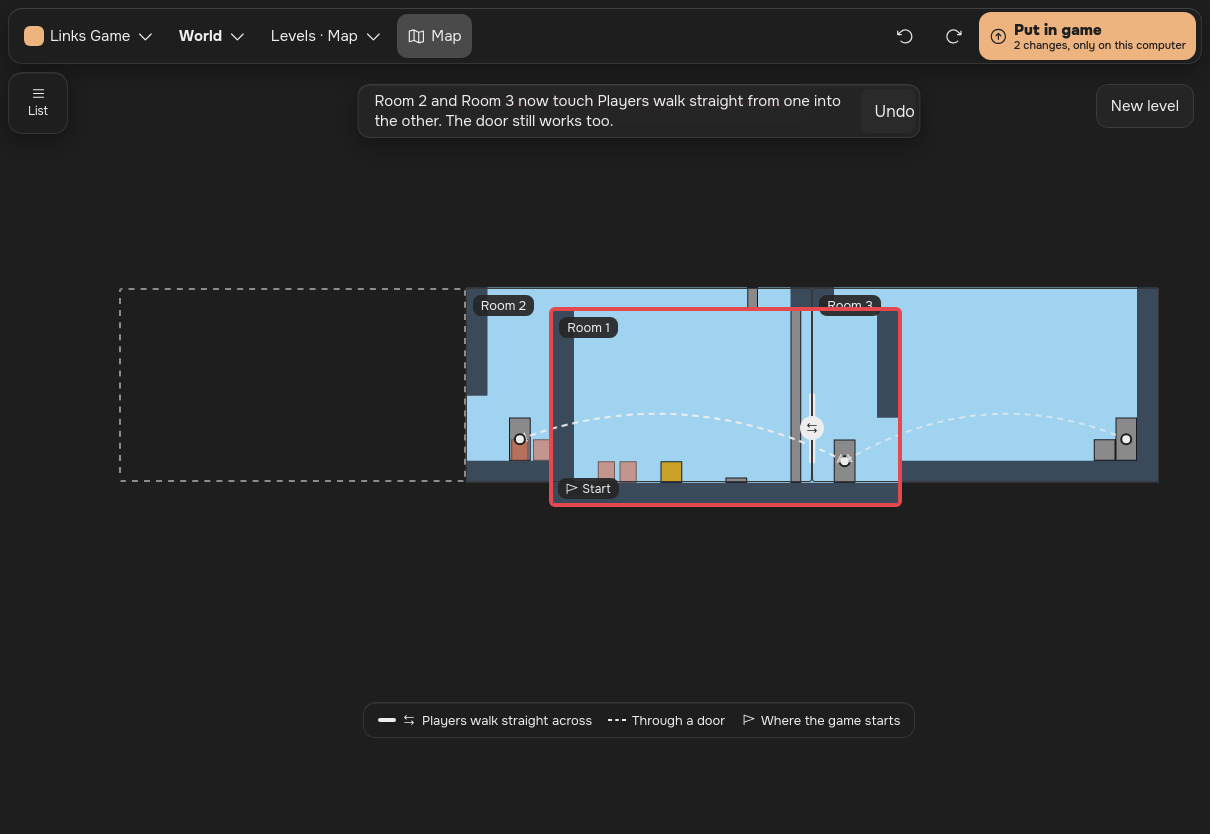 Links Game
World
Levels · Map
Map
Put in game
2 changes, only on this computer
List
Room 2 and Room 3 now touch Players walk straight from one into
the other. The door still works too.
Undo
New level
Room 2
Room 3
Room 1
Start
Players walk straight across
Through a door
Where the game starts